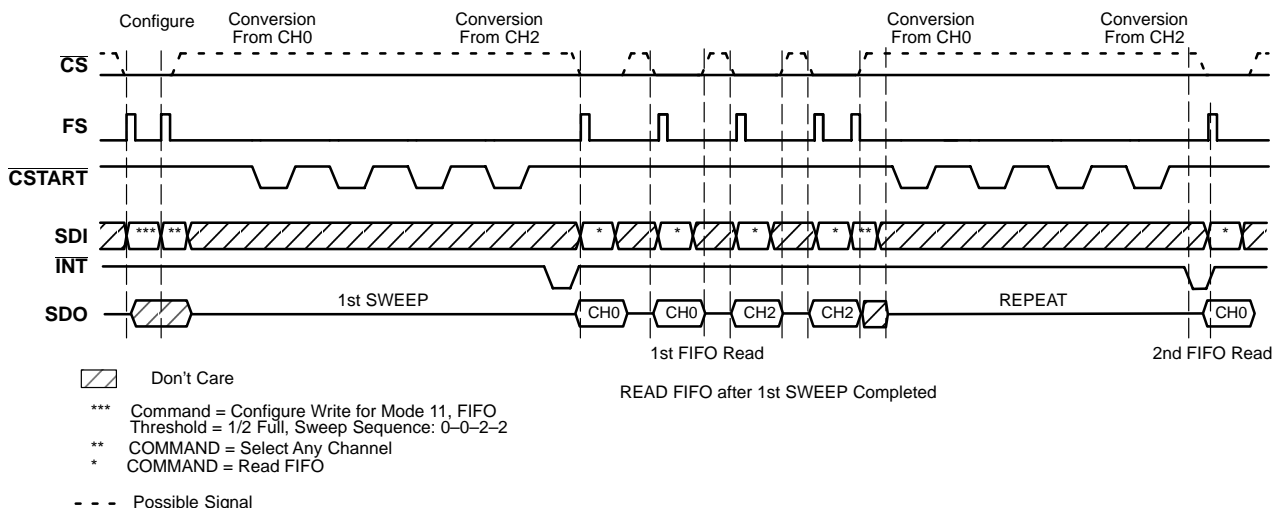 Configure
Conversion
From CH0
Conversion
From CH2
Conversion
From CH0
Conversion
From CH2
CS
FS
CSTART
SDI
*** ** * * * * ** *
INT
1st SWEEP
REPEAT
SDO
CH0 CH0 CH2 CH2 CH0
1st FIFO Read
2nd FIFO Read
Don't Care
READ FIFO after 1st SWEEP Completed
*** Command = Configure Write for Mode 11, FIFO
Threshold = 1/2 Full, Sweep Sequence: 0–0–2–2
** COMMAND = Select Any Channel
* COMMAND = Read FIFO
- - - Possible Signal